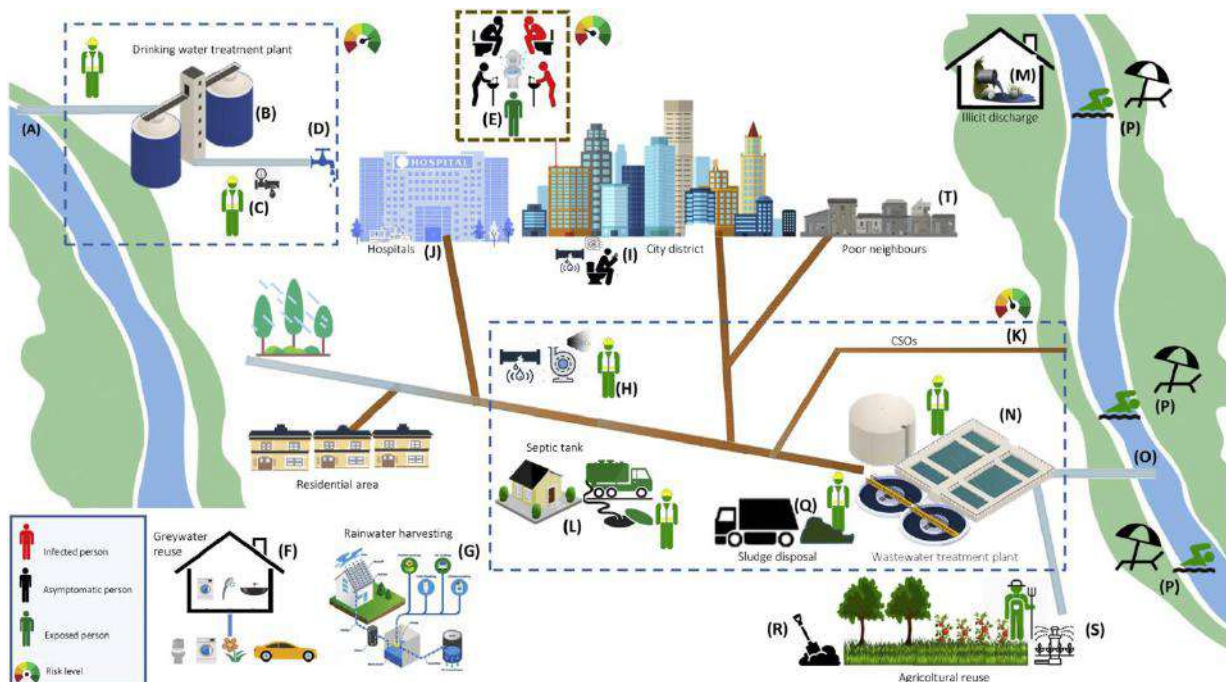 Drinking water treatment plant
(A)
(B)
(C)
(D)
(E)
HOSPITAL
Hospitals
(J)
(I)
City district
Poor neighbours
(T)
Illicit discharge
(M)
(P)
(K)
CSOs
(H)
(N)
(P)
(O)
Residential area
Septic tank
(L)
(Q)
Sludge disposal
Wastewater treatment plant
(P)
Infected person
Asymptomatic person
Exposed person
Risk level
Greywater
reuse
(F)
Rainwater harvesting
(G)
(R)
(S)
Agricoltural reuse